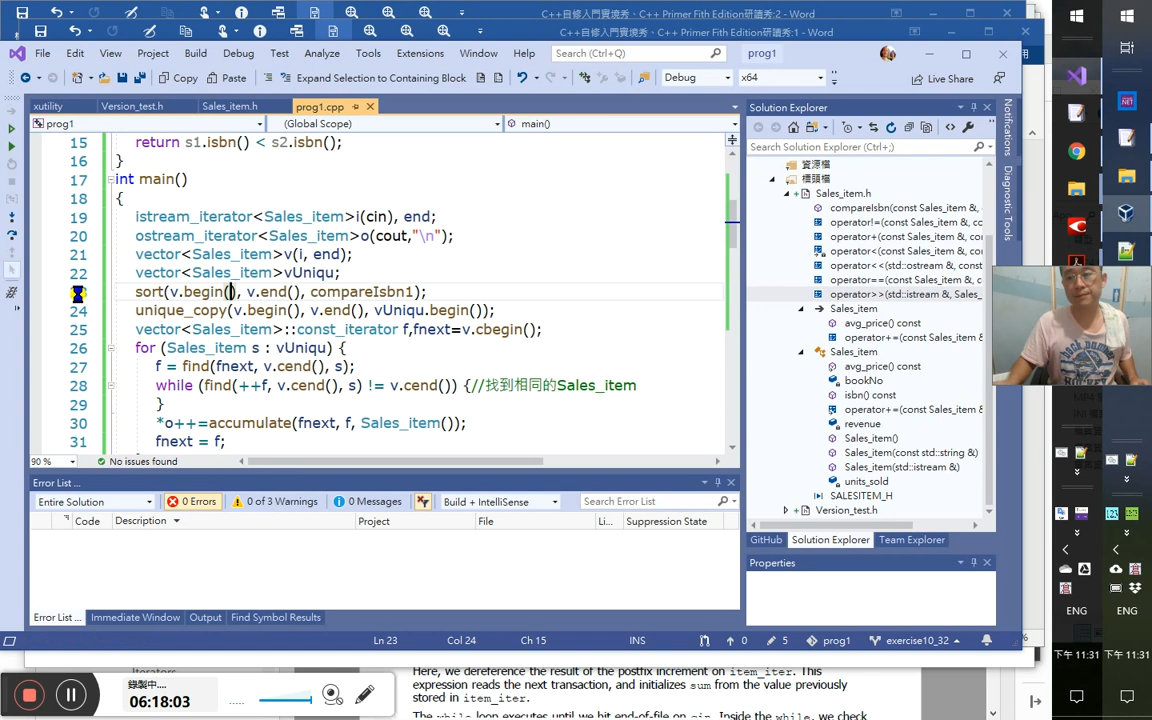 C++自修入門實境秀、C++ Primer Fith Edition研讀秀:2 - Word
C++自修入門實境秀、C++ Primer Fith Edition研讀秀:1 - Word
File Edit View Project Build Debug Test Analyze Tools Extensions Window Help Search (Ctrl+Q) prog1
Copy Paste Expand Selection to Containing Block Debug x64 Live Share
xutility Version_test.h Sales_item.h prog1.cpp
prog1 (Global Scope) main()
15 return s1.isbn() < s2.isbn();
16 }
17 int main()
18 {
19 istream_iterator<Sales_item>i(cin), end;
20 ostream_iterator<Sales_item>o(cout,"\n");
21 vector<Sales_item>v(i, end);
22 vector<Sales_item>vUniqu;
sort(v.begin(), v.end(), compareIsbn1);
24 unique_copy(v.begin(), v.end(), vUniqu.begin());
25 vector<Sales_item>::const_iterator f,fnext=v.cbegin();
26 for (Sales_item s : vUniqu) {
27 f = find(fnext, v.cend(), s);
28 while (find(++f, v.cend(), s) != v.cend()) {//找到相同的Sales_item
29 }
30 *o++=accumulate(fnext, f, Sales_item());
31 fnext = f;
90 % No issues found
Error List ...
Entire Solution 0 Errors 0 of 3 Warnings 0 Messages Build + IntelliSense Search Error List
Code Description Project File Li... Suppression State
Error List ... Immediate Window Output Find Symbol Results
Solution Explorer
Search Solution Explorer (Ctrl+;)
資源檔
標頭檔
Sales_item.h
compareIsbn(const Sales_item &,
operator!=(const Sales_item &, c
operator+(const Sales_item &, co
operator<(const Sales_item &, co
operator<<(std::ostream &, const
operator==(const Sales_item &, c
operator>>(std::istream &, Sales_
Sales_item
avg_price() const
operator+=(const Sales_item &,
Sales_item
avg_price() const
bookNo
isbn() const
operator+=(const Sales_item &
revenue
Sales_item()
Sales_item(const std::string &)
Sales_item(std::istream &)
units_sold
SALESITEM_H
Version_test.h
GitHub Solution Explorer Team Explorer
Properties
Notifications
Diagnostic Tools
Ln 23 Col 24 Ch 15 INS 0 5 prog1 exercise10_32
錄製中...
06:18:03
Iterators
Here, we dereference the result of the postfix increment on item_iter. This
expression reads the next transaction, and initializes sum from the value previously
stored in item_iter.
The while loop executes until we hit end-of-file on cin. Inside the while, we check
ENG ENG
下午 11:31 下午 11:31